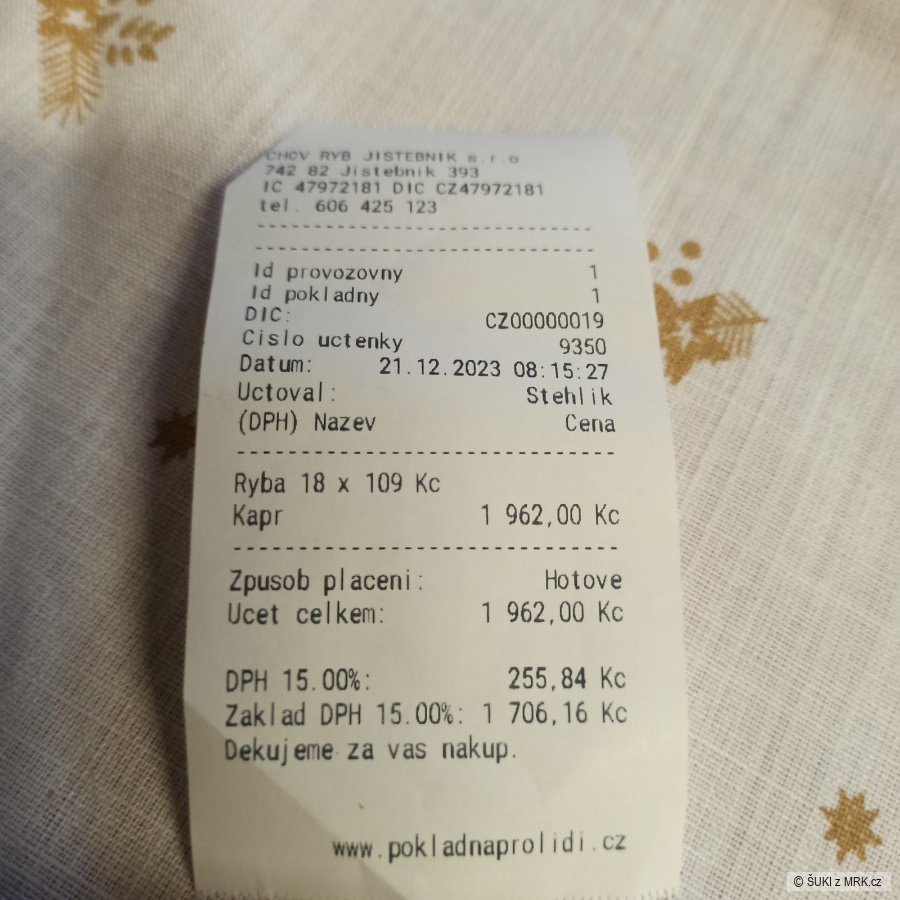 CHOV RYB JISTEBNIK s.r.o
742 82 Jistebnik 393
IC 47972181 DIC CZ47972181
tel. 606 425 123
Id provozovny 1
Id pokladny 1
DIC: CZ00000019
Cislo uctenky 9350
Datum: 21.12.2023 08:15:27
Uctoval: Stehlik
(DPH) Nazev Cena
Ryba 18 x 109 Kc
Kapr 1 962,00 Kc
Zpusob placeni: Hotove
Ucet celkem: 1 962,00 Kc
DPH 15.00%: 255,84 Kc
Zaklad DPH 15.00%: 1 706,16 Kc
Dekujeme za vas nakup.
www.pokladnaprolidi.cz
© ŠUKI z MRK.cz